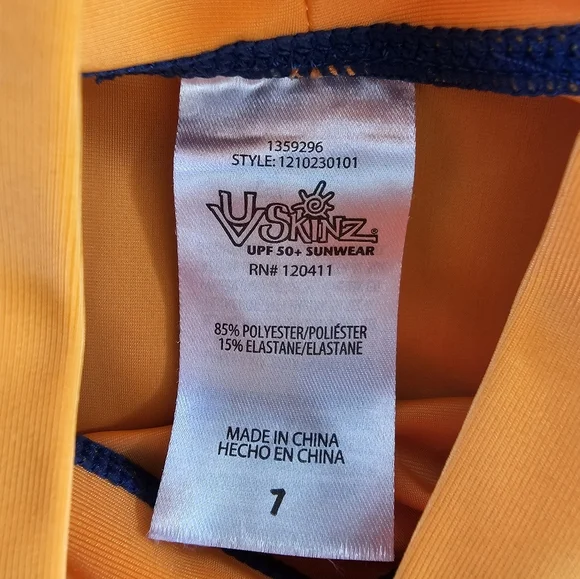 1359296
STYLE: 1210230101
UV SKINZ®
UPF 50+ SUNWEAR
RN# 120411
85% POLYESTER/POLIÉSTER
15% ELASTANE/ELASTANE
MADE IN CHINA
HECHO EN CHINA
7